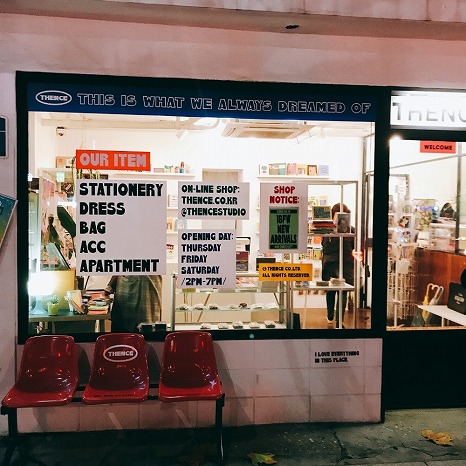 THENCE THIS IS WHAT WE ALWAYS DREAMED OF
THENCE
WELCOME
OUR ITEM
STATIONERY
DRESS
BAG
ACC
APARTMENT
ON-LINE SHOP:
THENCE.CO.KR
@THENCESTUDIO
OPENING DAY:
THURSDAY
FRIDAY
SATURDAY
/2PM-7PM/
SHOP
NOTICE:
18FW
NEW
ARRIVALS
© THENCE CO.LTD
ALL RIGHTS RESERVED
I LOVE EVERYTHING
IN THIS PLACE
THENCE